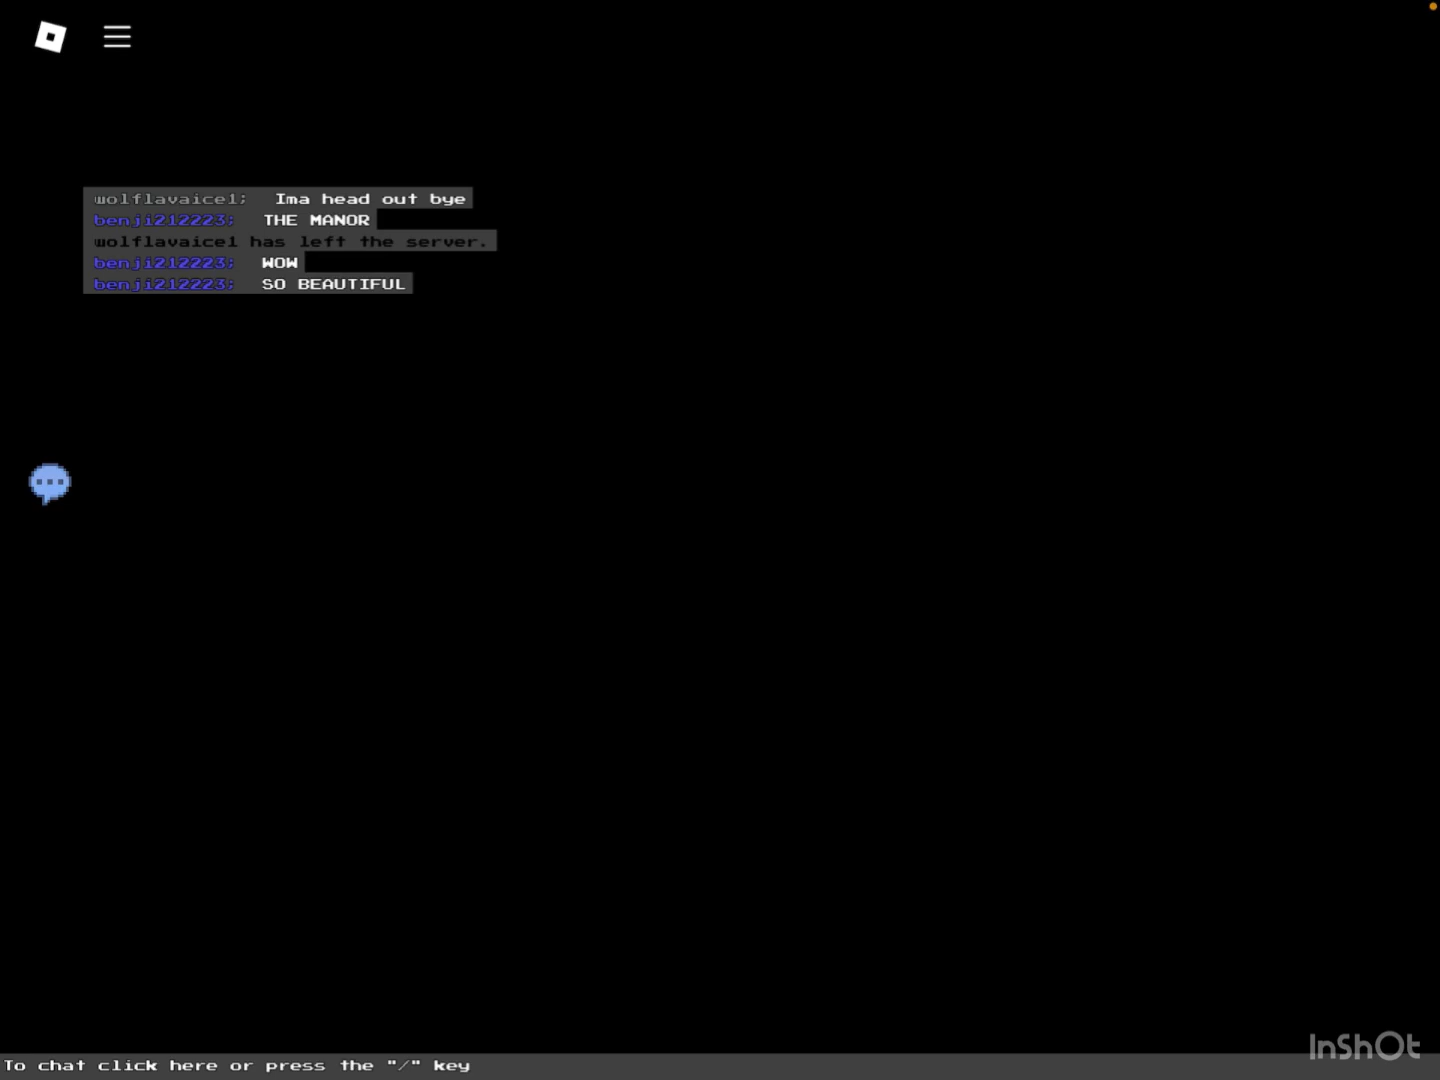 wolflavaice1; Ima head out bye
benji212223; THE MANOR
wolflavaice1 has left the server.
benji212223; WOW
benji212223; SO BEAUTIFUL
InShOt
To chat click here or press the "/" key